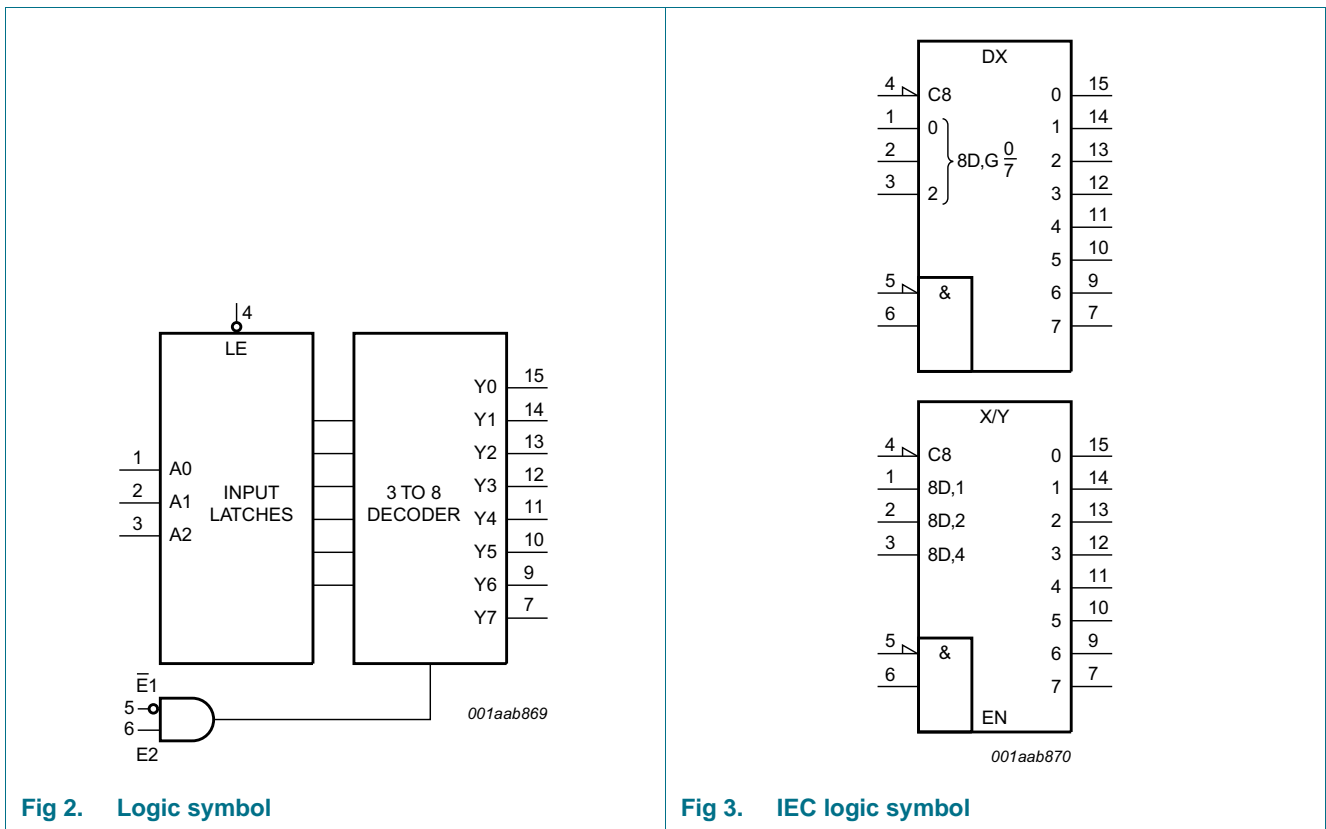 4
LE
1
A0
2
A1
3
A2
INPUT
LATCHES
3 TO 8
DECODER
Y0
15
Y1
14
Y2
13
Y3
12
Y4
11
Y5
10
Y6
9
Y7
7
E̅1
5
6
E2
001aab869
Fig 2. Logic symbol
DX
4
C8
1
0
2
3
2
8D,G 0/7
5
&
6
0
15
1
14
2
13
3
12
4
11
5
10
6
9
7
7
X/Y
4
C8
1
8D,1
2
8D,2
3
8D,4
5
&
6
EN
0
15
1
14
2
13
3
12
4
11
5
10
6
9
7
7
001aab870
Fig 3. IEC logic symbol